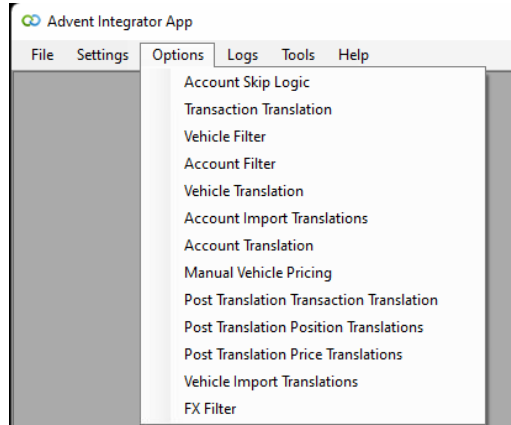 Advent Integrator App
File Settings Options Logs Tools Help
Account Skip Logic
Transaction Translation
Vehicle Filter
Account Filter
Vehicle Translation
Account Import Translations
Account Translation
Manual Vehicle Pricing
Post Translation Transaction Translation
Post Translation Position Translations
Post Translation Price Translations
Vehicle Import Translations
FX Filter